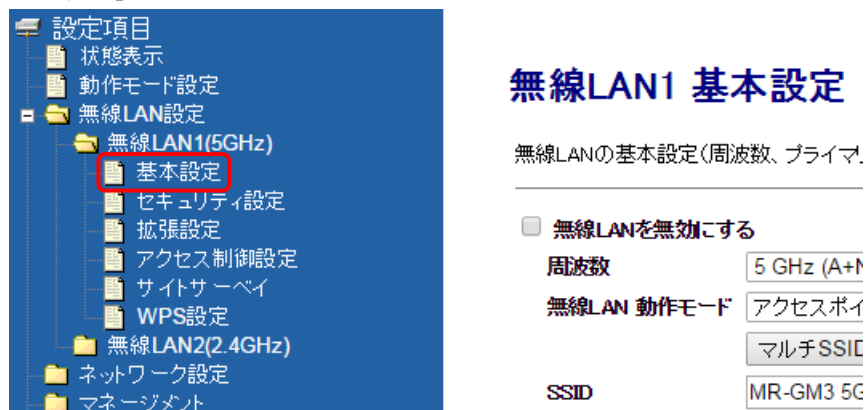 設定項目
状態表示
動作モード設定
無線LAN設定
無線LAN1(5GHz)
基本設定
セキュリティ設定
拡張設定
アクセス制御設定
サイトサーベイ
WPS設定
無線LAN2(2.4GHz)
ネットワーク設定
マネージメント
無線LAN1 基本設定
無線LANの基本設定(周波数、プライマ
無線LANを無効にする
周波数 5 GHz (A+N
無線LAN 動作モード アクセスポイ
マルチSSID
SSID MR-GM3 5G